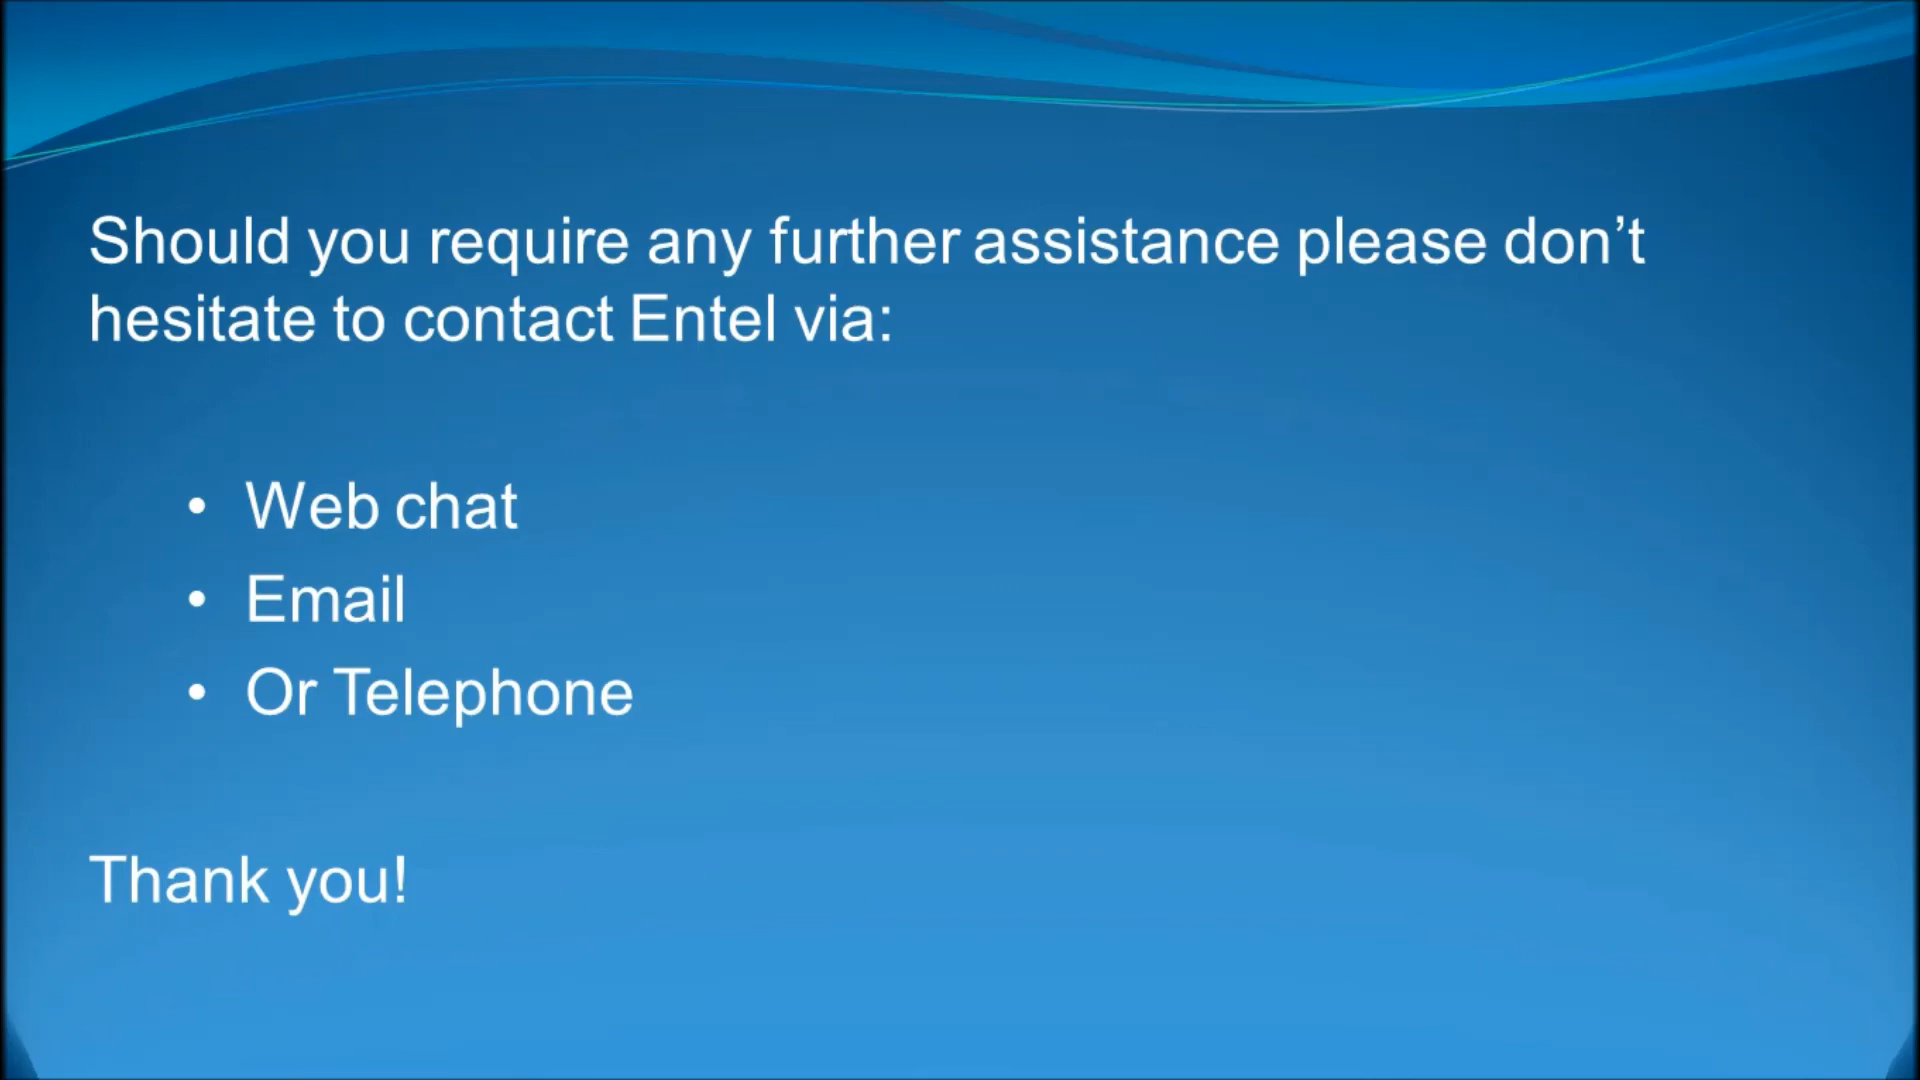 Should you require any further assistance please don’t
hesitate to contact Entel via:
• Web chat
• Email
• Or Telephone
Thank you!